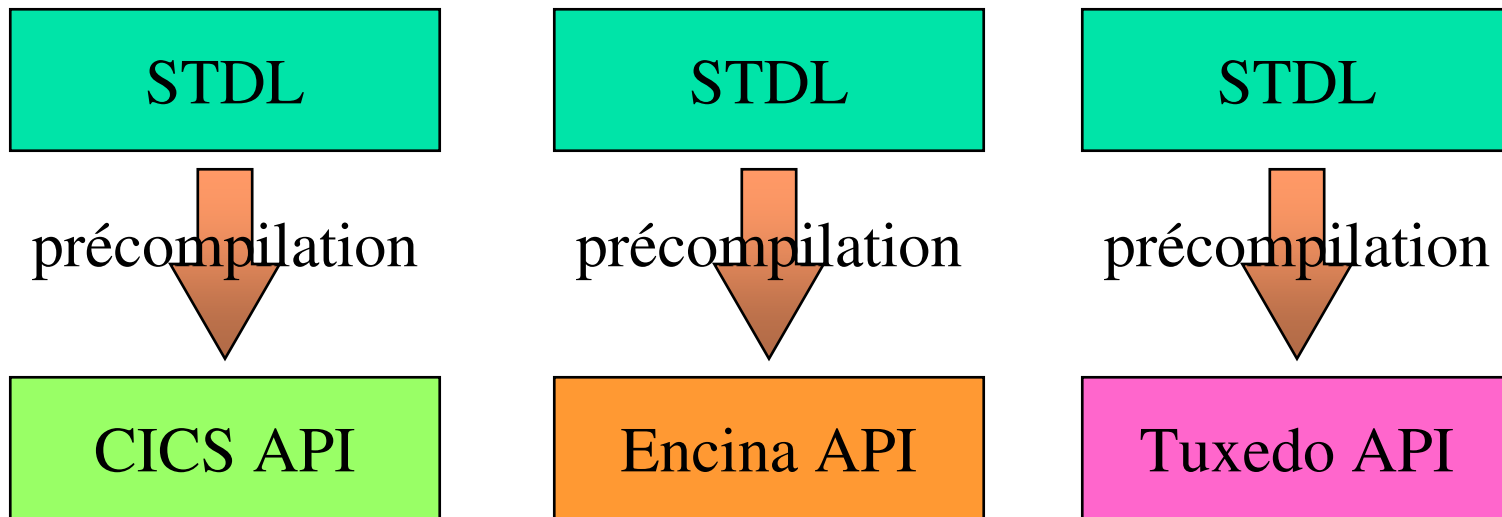 STDL STDL STDL
précompilation précompilation précompilation
CICS API Encina API Tuxedo API